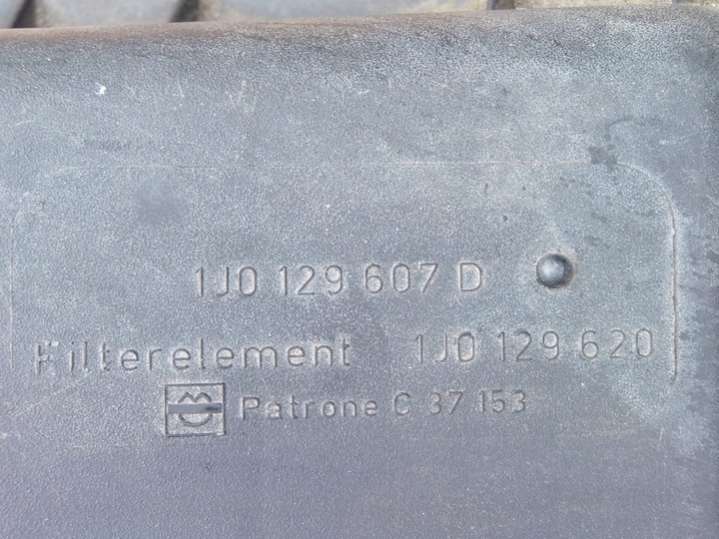 1J0 129 607 D
Filterelement 1J0 129 620
Patrone C 37 153